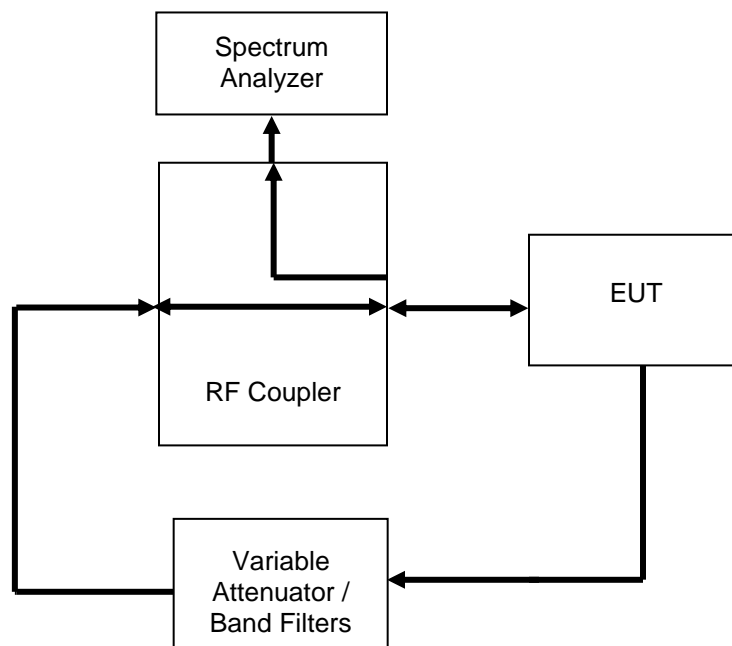 Spectrum
Analyzer
EUT
RF Coupler
Variable
Attenuator /
Band Filters